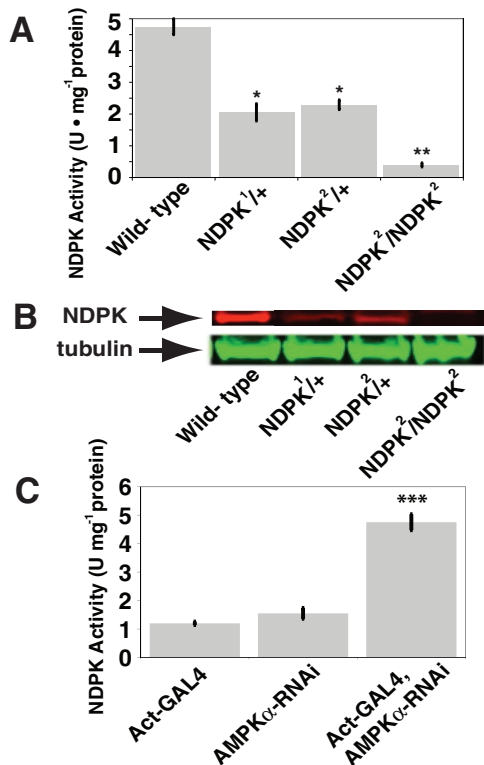 A
NDPK Activity (U • mg⁻¹ protein)
5
4
3
2
1
0
*
*
**
Wild- type
NDPK¹/+
NDPK²/+
NDPK²/NDPK²
B
NDPK
tubulin
Wild- type
NDPK¹/+
NDPK²/+
NDPK²/NDPK²
C
NDPK Activity (U mg⁻¹ protein)
6
5
4
3
2
1
0
***
Act-GAL4
AMPKα-RNAi
Act-GAL4,
AMPKα-RNAi